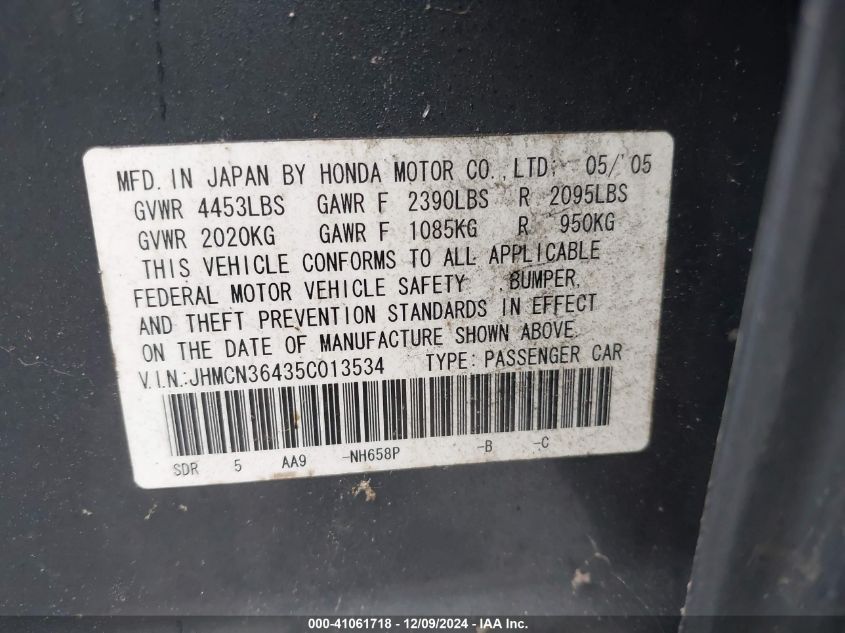 MFD. IN JAPAN BY HONDA MOTOR CO., LTD. 05/'05
GVWR 4453LBS GAWR F 2390LBS R 2095LBS
GVWR 2020KG GAWR F 1085KG R 950KG
THIS VEHICLE CONFORMS TO ALL APPLICABLE
FEDERAL MOTOR VEHICLE SAFETY, BUMPER,
AND THEFT PREVENTION STANDARDS IN EFFECT
ON THE DATE OF MANUFACTURE SHOWN ABOVE.
V.I.N.:JHMCN36435C013534 TYPE: PASSENGER CAR
SDR 5 AA9 -NH658P -B -C
000-41061718 - 12/09/2024 - IAA Inc.